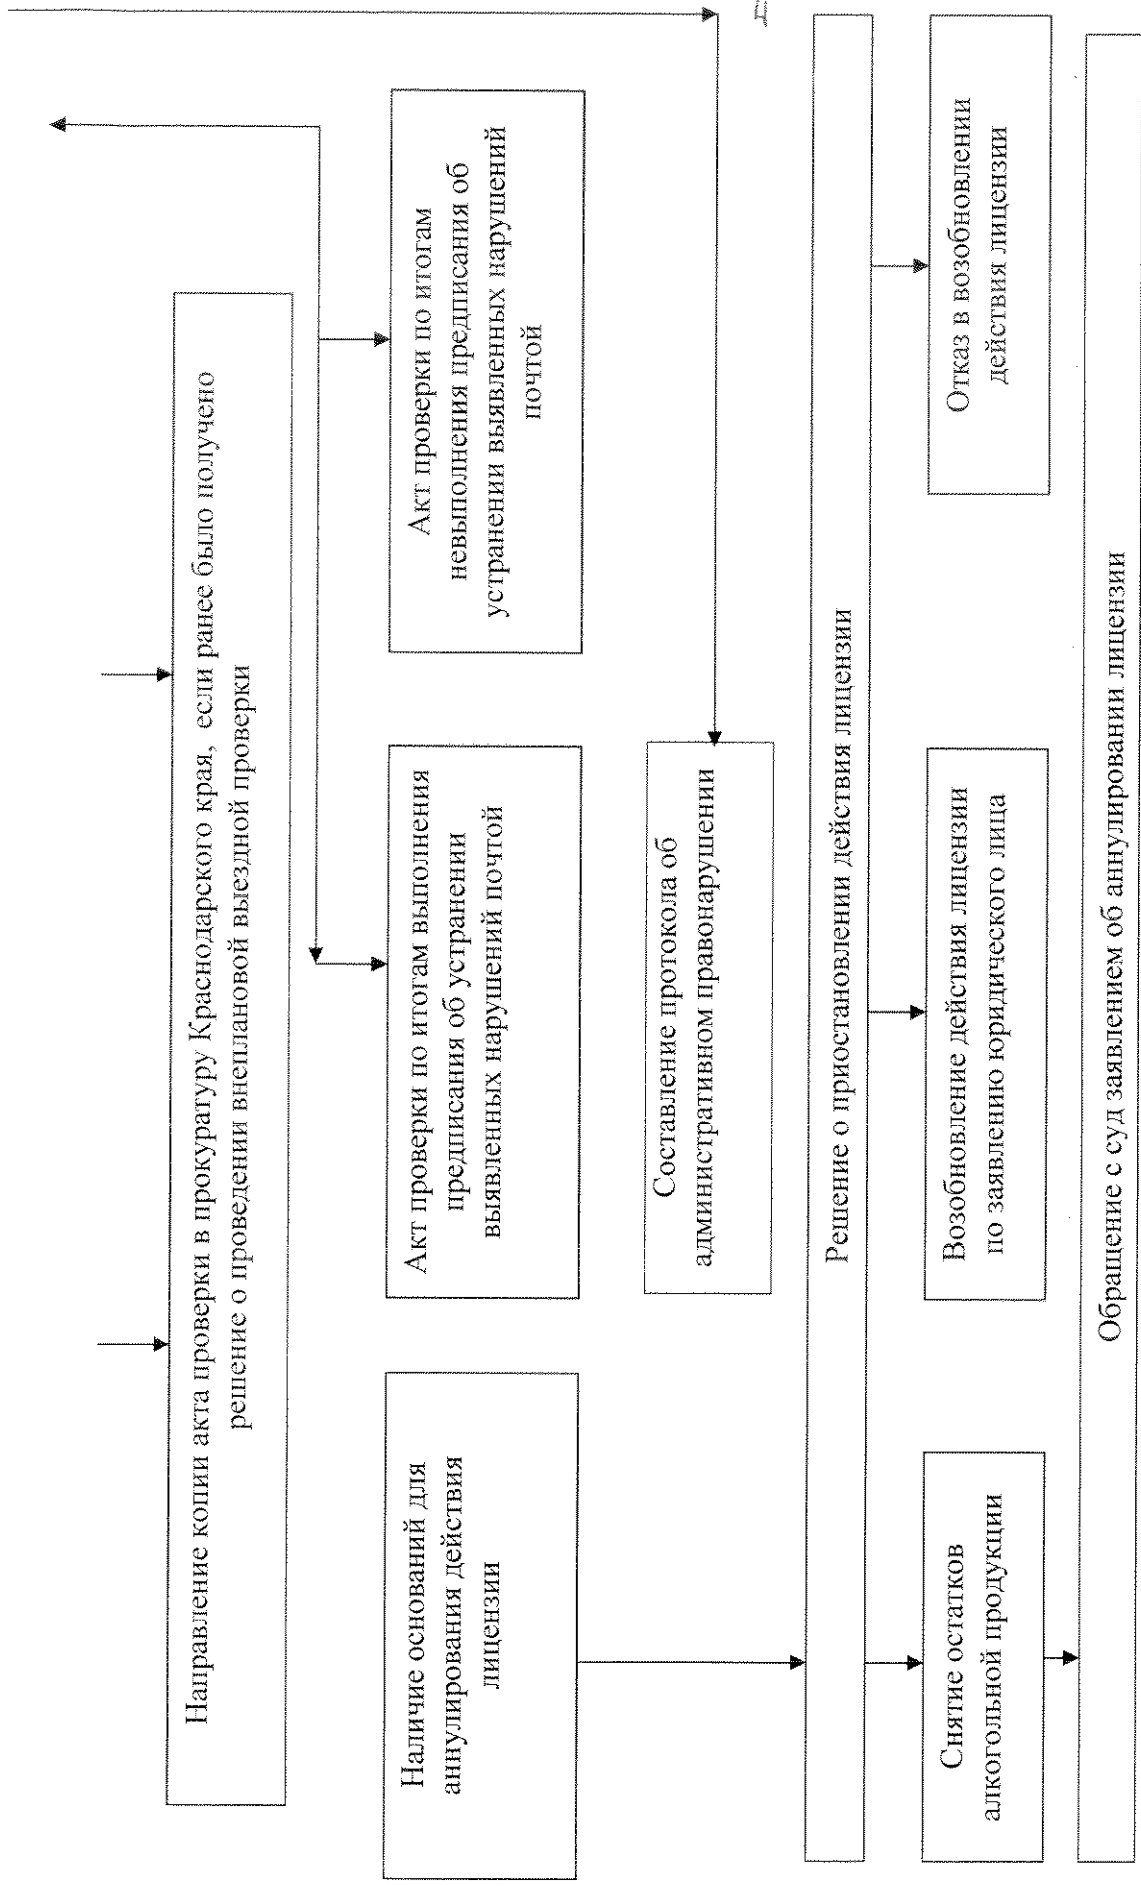 Направление копии акта проверки в прокуратуру Краснодарского края, если ранее было получено
решение о проведении внеплановой выездной проверки
Наличие оснований для
аннулирования действия
лицензии
Акт проверки по итогам выполнения
предписания об устранении
выявленных нарушений почтой
Акт проверки по итогам
невыполнения предписания об
устранении выявленных нарушений
почтой
Составление протокола об
административном правонарушении
Решение о приостановлении действия лицензии
Снятие остатков
алкогольной продукции
Возобновление действия лицензии
по заявлению юридического лица
Отказ в возобновлении
действия лицензии
Обращение с суд заявлением об аннулировании лицензии